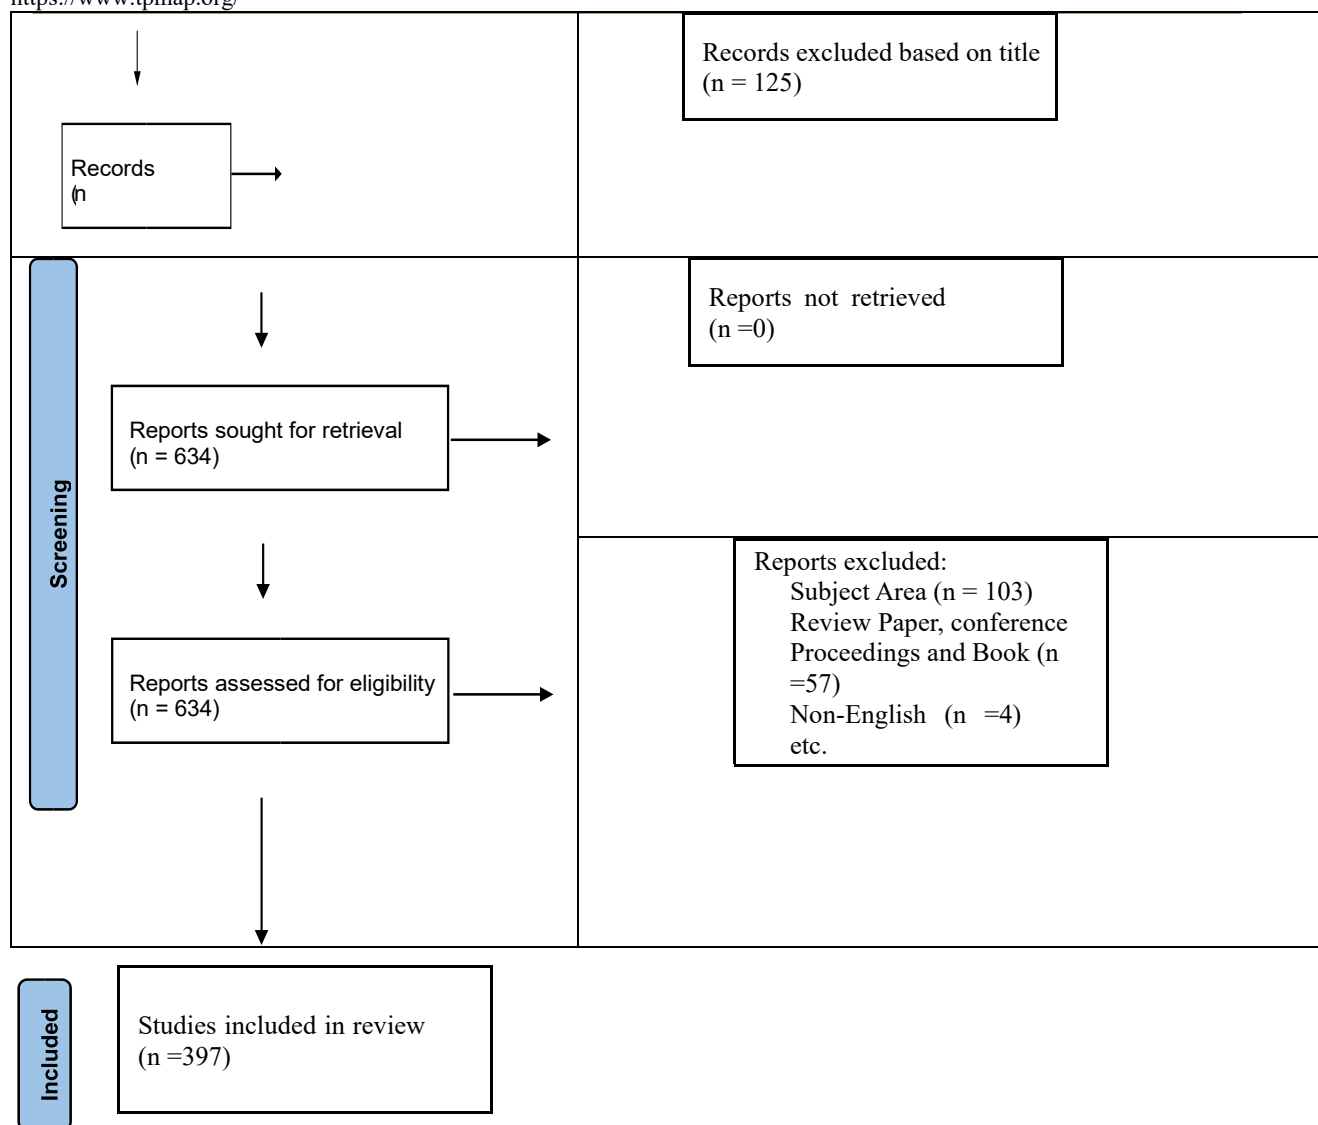 Records excluded based on title
(n = 125)
Records
(n
Reports not retrieved
(n =0)
Reports sought for retrieval
(n = 634)
Screening
Reports excluded:
Subject Area (n = 103)
Review Paper, conference
Proceedings and Book (n
=57)
Non-English (n =4)
etc.
Reports assessed for eligibility
(n = 634)
Studies included in review
(n =397)
Included